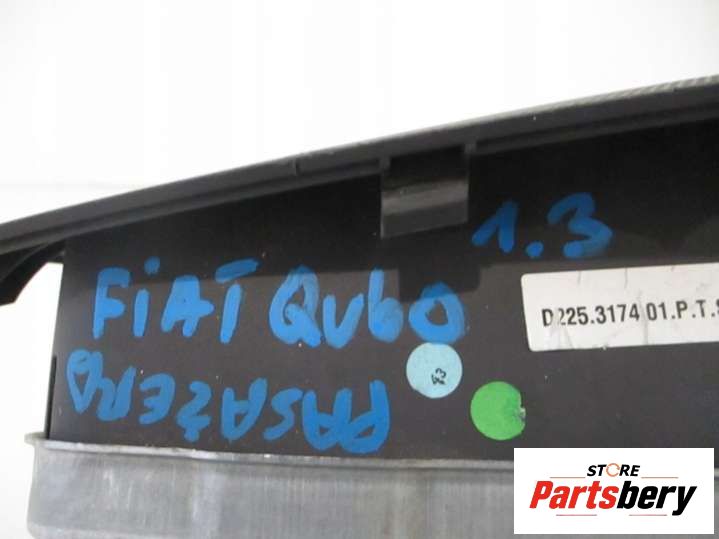 1.3
FiAT Qubo
D225.3174 01.P.T.
PASAŻERA
43
STORE
Partsbery